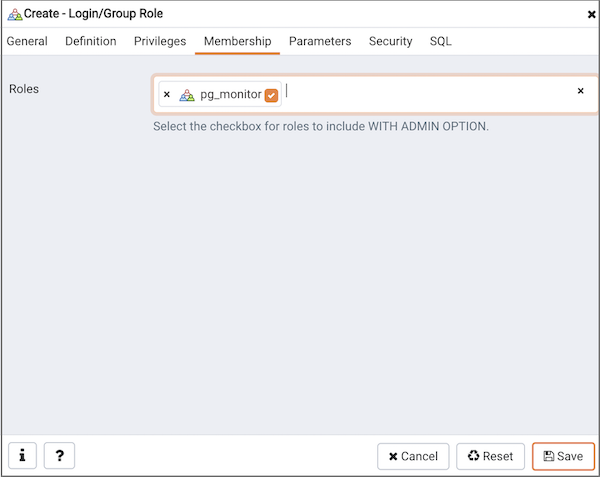 Create - Login/Group Role
General Definition Privileges Membership Parameters Security SQL
Roles
pg_monitor
Select the checkbox for roles to include WITH ADMIN OPTION.
i ? Cancel Reset Save